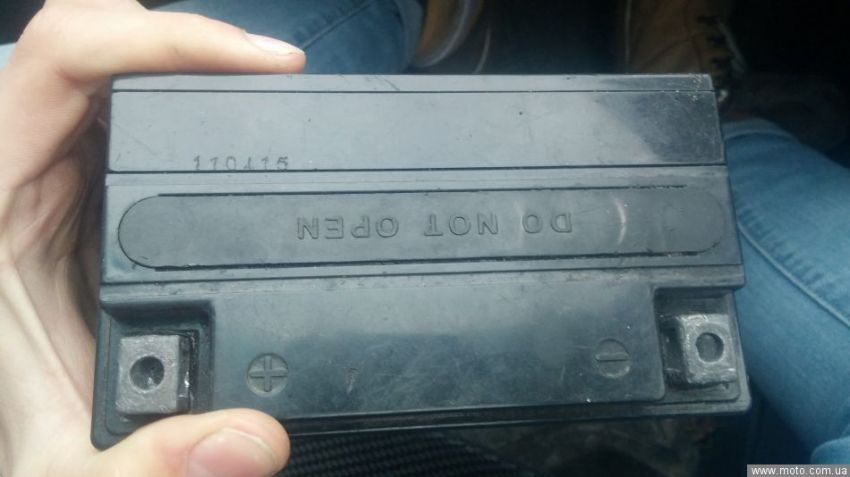 110415
DO NOT OPEN
+
−
www.moto.com.ua